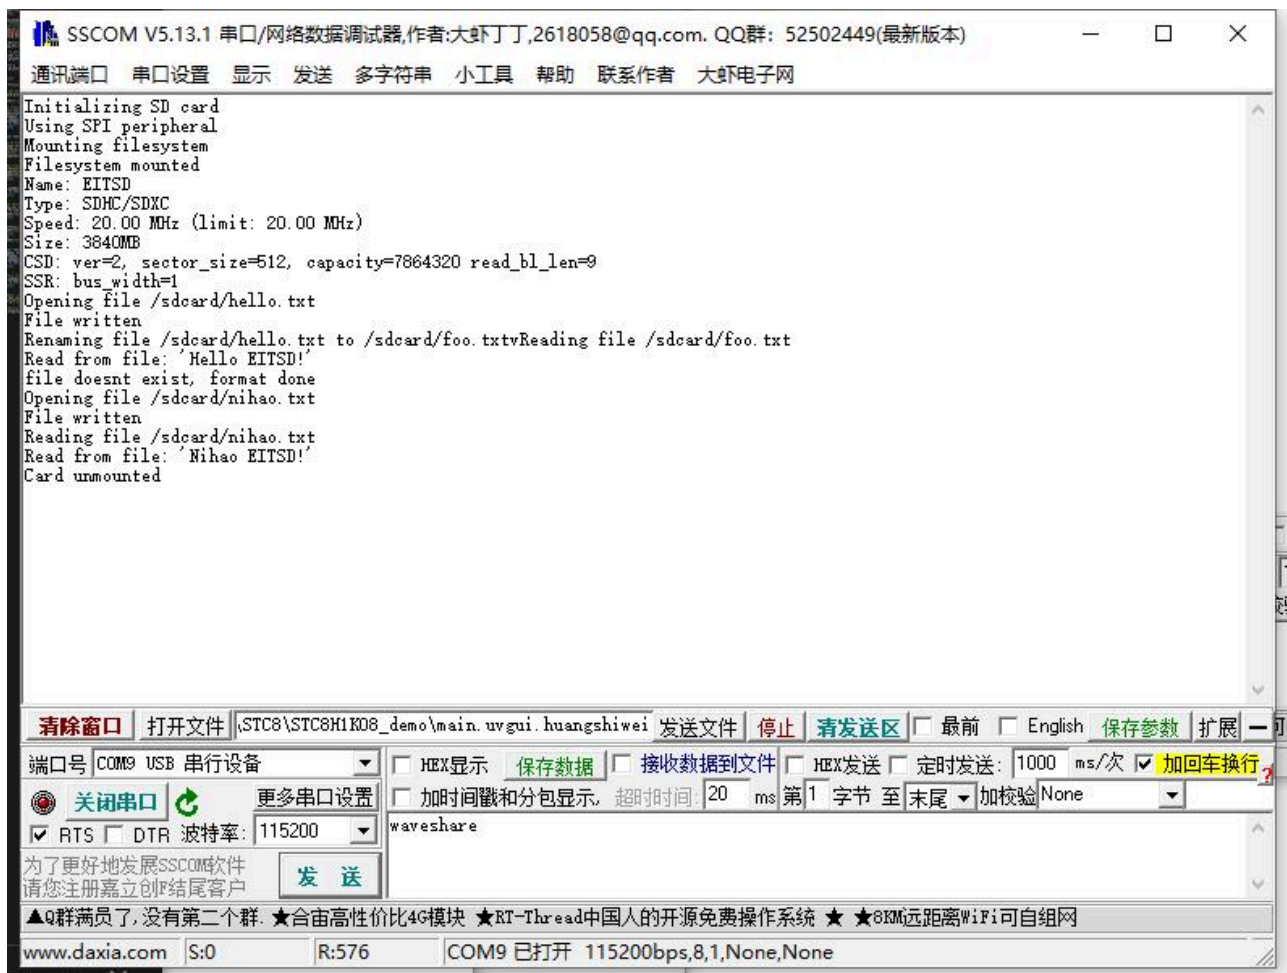 SSCOM V5.13.1 串口/网络数据调试器,作者:大虾丁丁,2618058@qq.com. QQ群: 52502449(最新版本)
通讯端口 串口设置 显示 发送 多字符串 小工具 帮助 联系作者 大虾电子网
Initializing SD card
Using SPI peripheral
Mounting filesystem
Filesystem mounted
Name: EITSD
Type: SDHC/SDXC
Speed: 20.00 MHz (limit: 20.00 MHz)
Size: 3840MB
CSD: ver=2, sector_size=512, capacity=7864320 read_bl_len=9
SSR: bus_width=1
Opening file /sdcard/hello.txt
File written
Renaming file /sdcard/hello.txt to /sdcard/foo.txtvReading file /sdcard/foo.txt
Read from file: 'Hello EITSD!'
file doesnt exist, format done
Opening file /sdcard/nihao.txt
File written
Reading file /sdcard/nihao.txt
Read from file: 'Nihao EITSD!'
Card unmounted
清除窗口 打开文件 \STC8\STC8H1K08_demo\main.uvgui.huangshiwei 发送文件 停止 清发送区 最前 English 保存参数 扩展 —
端口号 COM9 USB 串行设备 HEX显示 保存数据 接收数据到文件 HEX发送 定时发送: 1000 ms/次 加回车换行
关闭串口 更多串口设置 加时间戳和分包显示, 超时时间: 20 ms 第1 字节 至 末尾 加校验 None ?
RTS DTR 波特率: 115200 waveshare
为了更好地发展SSCOM软件
请您注册嘉立创F结尾客户
发 送
▲Q群满员了,没有第二个群. ★合宙高性价比4G模块 ★RT-Thread中国人的开源免费操作系统 ★ ★8KM远距离WiFi可自组网
www.daxia.com S:0 R:576 COM9 已打开 115200bps,8,1,None,None